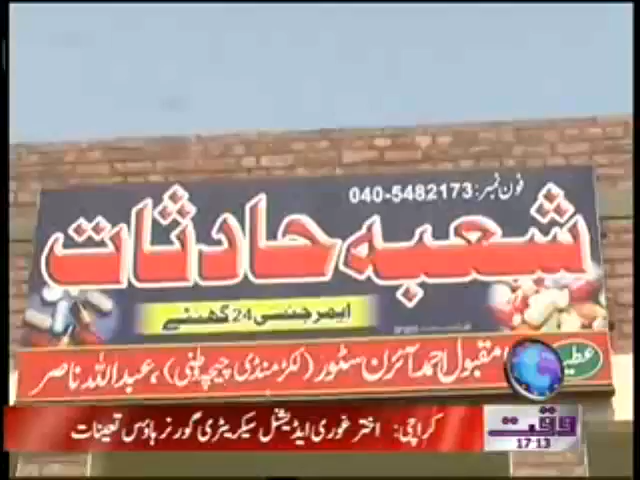 فون نمبر: 040-5482173
شعبہ حادثات
ایمرجنسی 24 گھنٹے
عطیہ
مقبول احمد آئرن سٹور (لکڑ منڈی چیچہ وطنی)، عبداللہ ناصر
کراچی: اختر غوری ایڈیشنل سیکریٹری گورنر ہاؤس تعینات
وقت
17:13